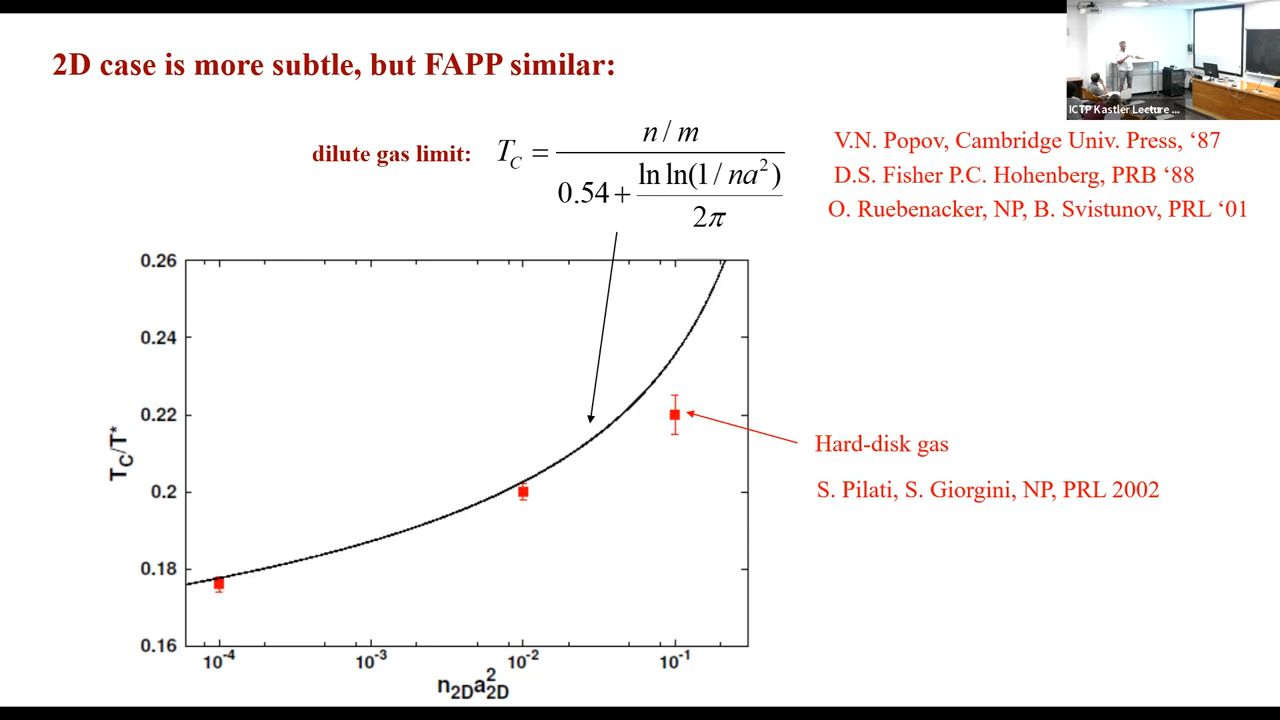 2D case is more subtle, but FAPP similar:
ICTP Kastler Lecture ...
dilute gas limit:
T_C = (n / m) / (0.54 + ln ln(1 / na²) / 2π)
V.N. Popov, Cambridge Univ. Press, ‘87
D.S. Fisher P.C. Hohenberg, PRB ‘88
O. Ruebenacker, NP, B. Svistunov, PRL ‘01
0.26
0.24
0.22
0.2
0.18
0.16
T_C/T*
10⁻⁴ 10⁻³ 10⁻² 10⁻¹
n_2D a²_2D
Hard-disk gas
S. Pilati, S. Giorgini, NP, PRL 2002